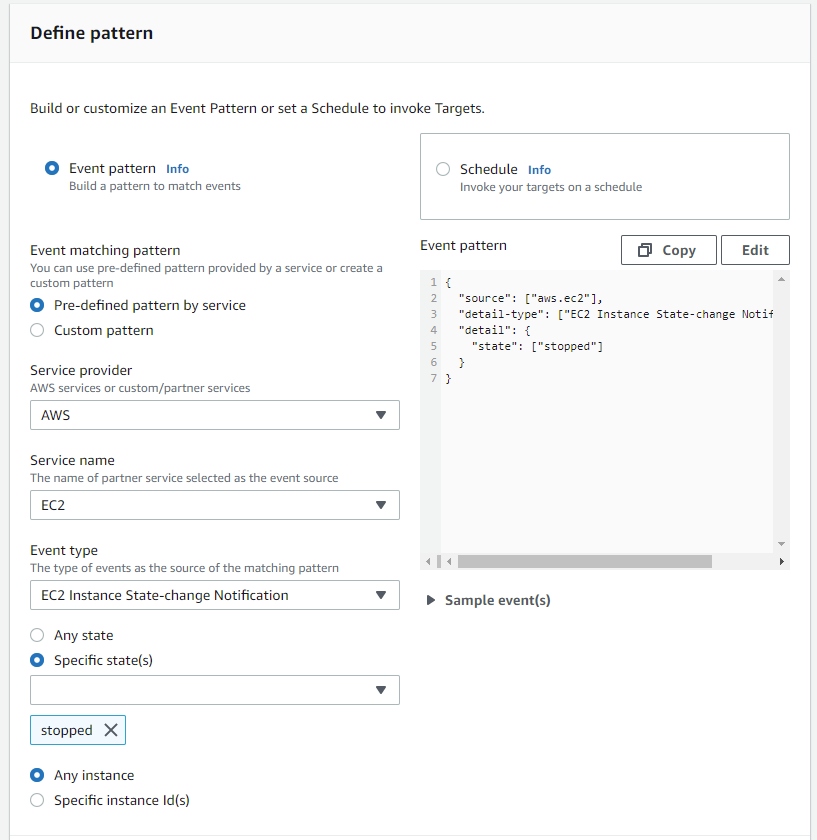 Define pattern
Build or customize an Event Pattern or set a Schedule to invoke Targets.
Event pattern Info
Build a pattern to match events
Schedule Info
Invoke your targets on a schedule
Event matching pattern
You can use pre-defined pattern provided by a service or create a
custom pattern
Pre-defined pattern by service
Custom pattern
Service provider
AWS services or custom/partner services
AWS
Service name
The name of partner service selected as the event source
EC2
Event type
The type of events as the source of the matching pattern
EC2 Instance State-change Notification
Any state
Specific state(s)
stopped
Any instance
Specific instance Id(s)
Event pattern
Copy
Edit
1 {
2 "source": ["aws.ec2"],
3 "detail-type": ["EC2 Instance State-change Notif
4 "detail": {
5 "state": ["stopped"]
6 }
7 }
Sample event(s)